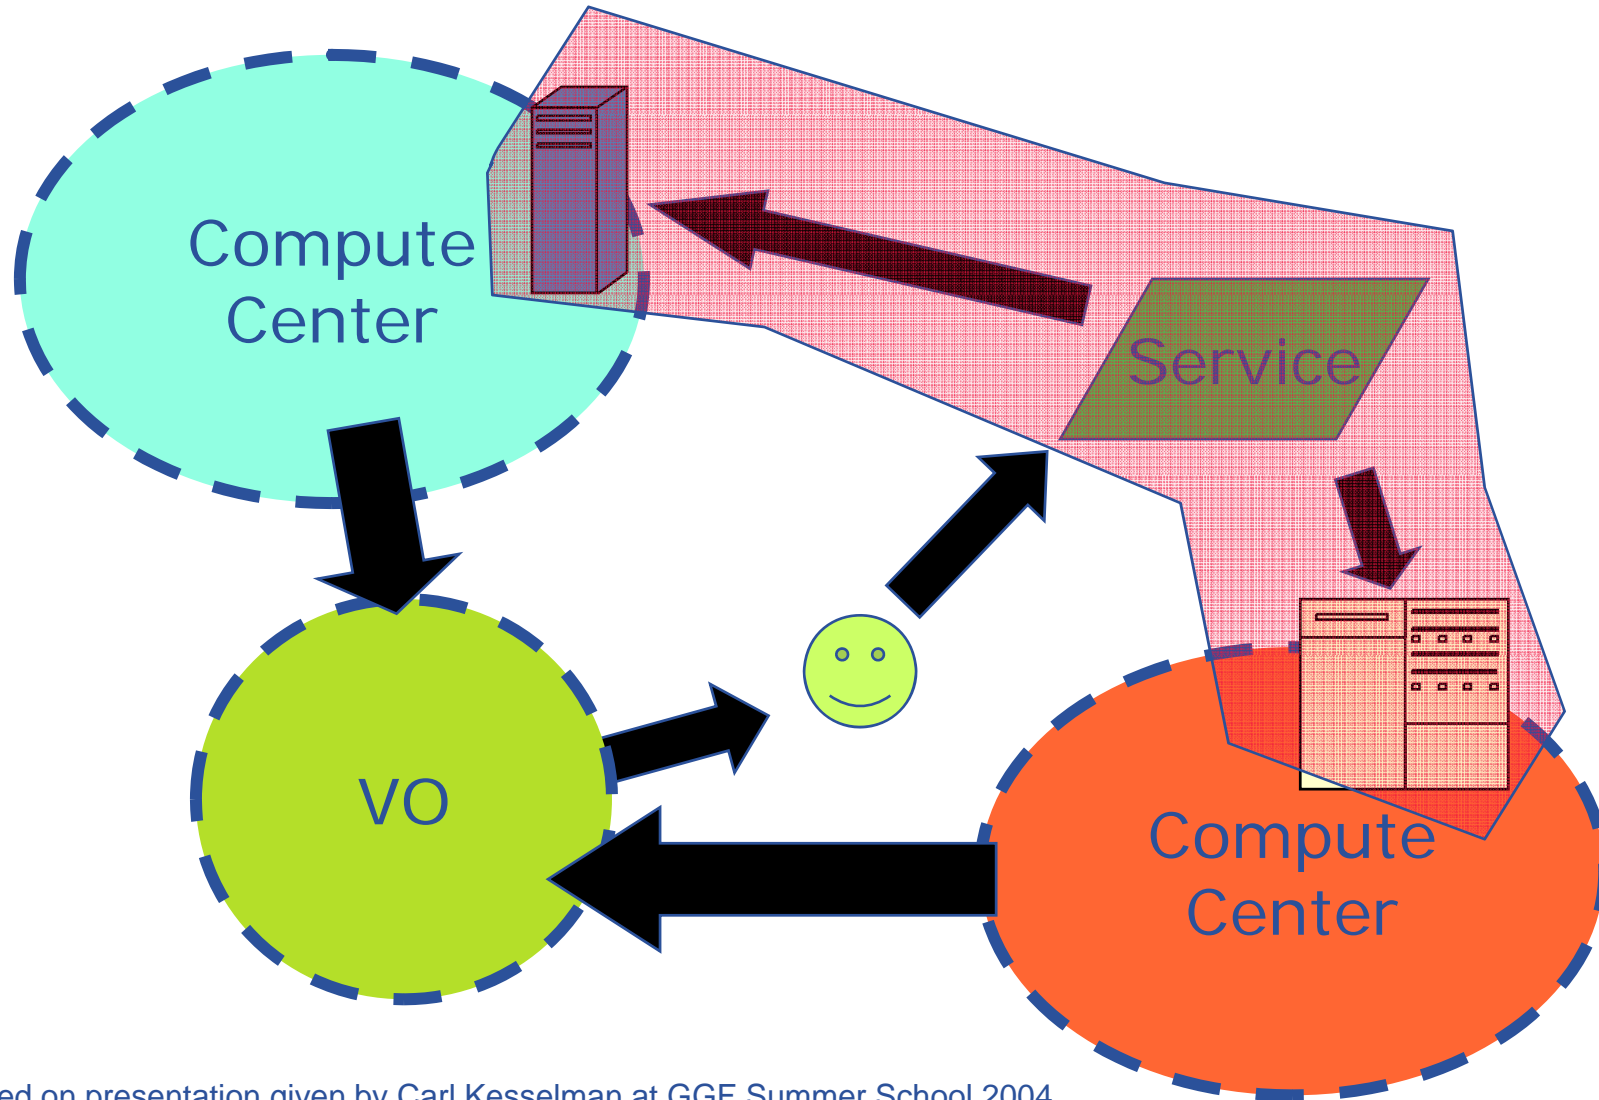 Compute
Center
Service
VO
Compute
Center
ed on presentation given by Carl Kesselman at GGF Summer School 2004